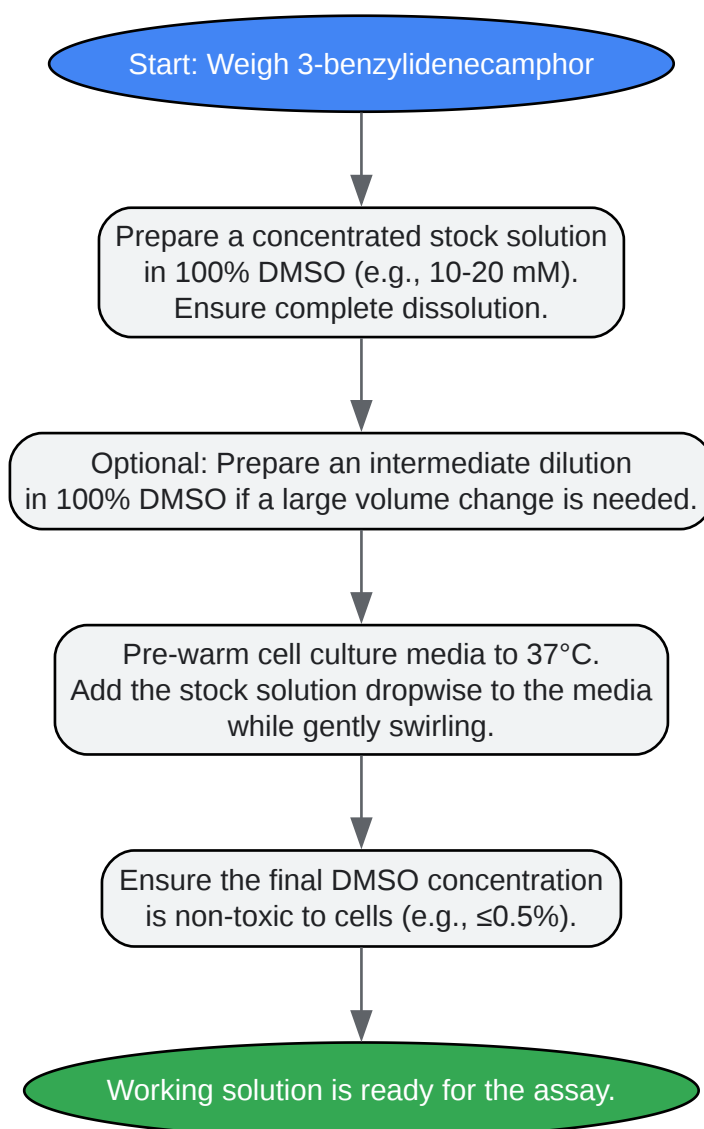 Start: Weigh 3-benzylidenecamphor
Prepare a concentrated stock solution
in 100% DMSO (e.g., 10-20 mM).
Ensure complete dissolution.
Optional: Prepare an intermediate dilution
in 100% DMSO if a large volume change is needed.
Pre-warm cell culture media to 37°C.
Add the stock solution dropwise to the media
while gently swirling.
Ensure the final DMSO concentration
is non-toxic to cells (e.g., ≤0.5%).
Working solution is ready for the assay.